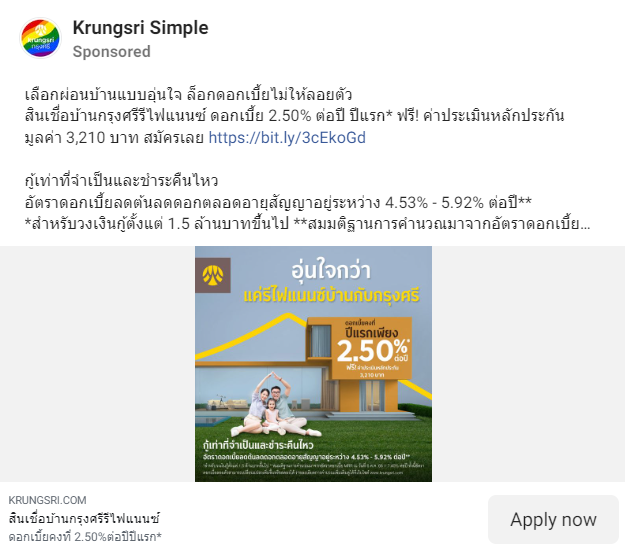 Krungsri Simple
Sponsored
krungsri
กรุงศรี
เลือกผ่อนบ้านแบบอุ่นใจ ล็อกดอกเบี้ยไม่ให้ลอยตัว
สินเชื่อบ้านกรุงศรีรีไฟแนนซ์ ดอกเบี้ย 2.50% ต่อปี ปีแรก* ฟรี! ค่าประเมินหลักประกัน
มูลค่า 3,210 บาท สมัครเลย https://bit.ly/3cEkoGd
กู้เท่าที่จำเป็นและชำระคืนไหว
อัตราดอกเบี้ยลดต้นลดดอกตลอดอายุสัญญาอยู่ระหว่าง 4.53% - 5.92% ต่อปี**
*สำหรับวงเงินกู้ตั้งแต่ 1.5 ล้านบาทขึ้นไป **สมมติฐานการคำนวณมาจากอัตราดอกเบี้ย...
อุ่นใจกว่า
แค่รีไฟแนนซ์บ้านกับกรุงศรี
ดอกเบี้ยคงที่
ปีแรกเพียง
2.50%*
ต่อปี
ฟรี! ค่าประเมินหลักประกัน
3,210 บาท
กู้เท่าที่จำเป็นและชำระคืนไหว
อัตราดอกเบี้ยลดต้นลดดอกตลอดอายุสัญญาอยู่ระหว่าง 4.53% - 5.92% ต่อปี**
KRUNGSRI.COM
สินเชื่อบ้านกรุงศรีรีไฟแนนซ์
ดอกเบี้ยคงที่ 2.50%ต่อปีปีแรก*
Apply now